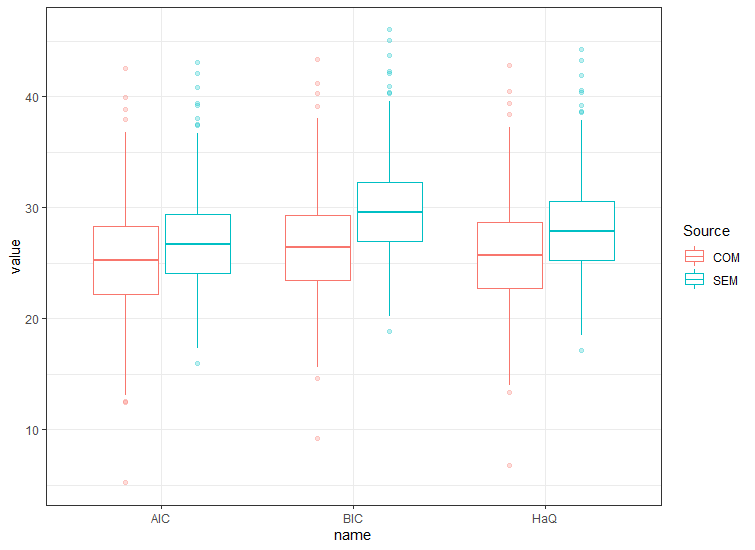 value
40
30
20
10
AIC
BIC
HaQ
name
Source
COM
SEM